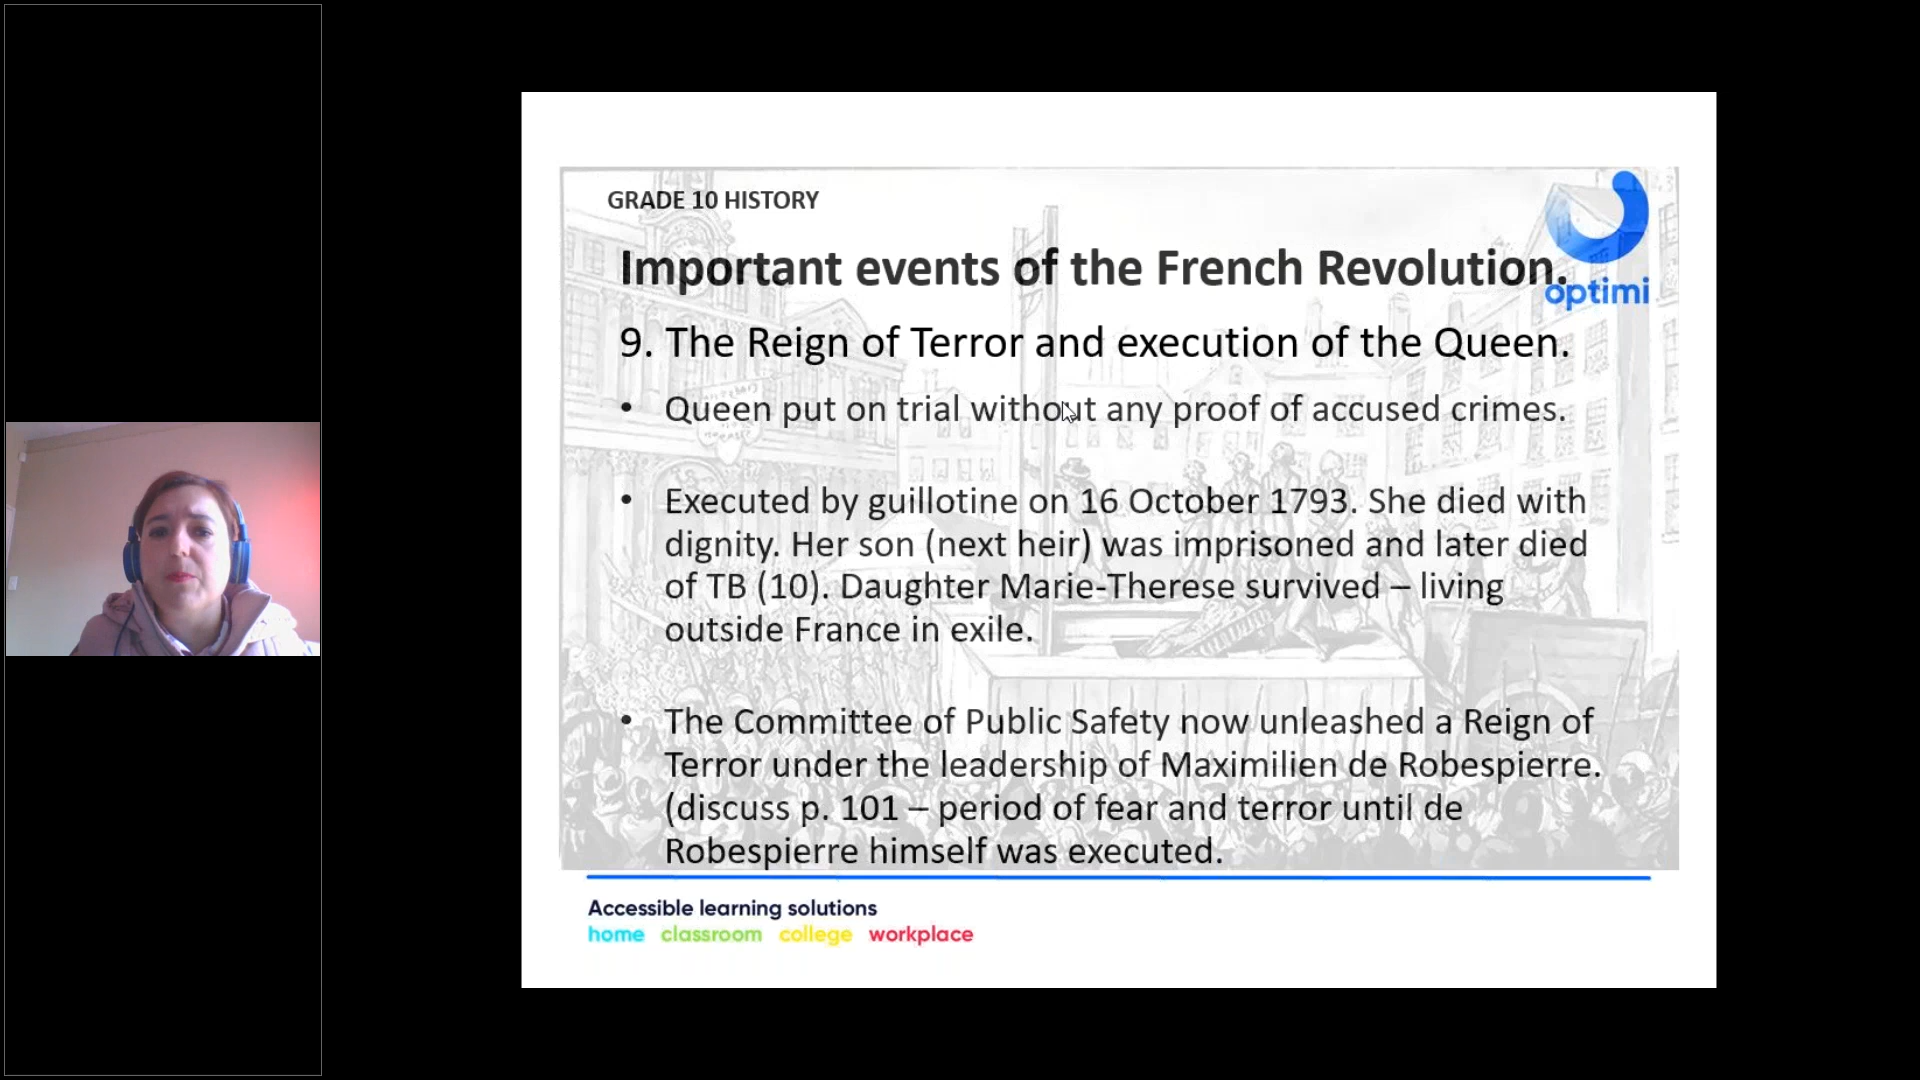 GRADE 10 HISTORY
optimi
Important events of the French Revolution.
9. The Reign of Terror and execution of the Queen.
• Queen put on trial without any proof of accused crimes.
• Executed by guillotine on 16 October 1793. She died with
dignity. Her son (next heir) was imprisoned and later died
of TB (10). Daughter Marie-Therese survived – living
outside France in exile.
• The Committee of Public Safety now unleashed a Reign of
Terror under the leadership of Maximilien de Robespierre.
(discuss p. 101 – period of fear and terror until de
Robespierre himself was executed.
Accessible learning solutions
home classroom college workplace